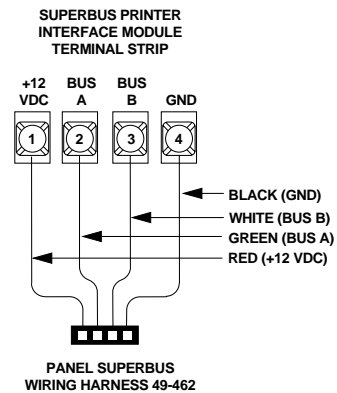 SUPERBUS PRINTER
INTERFACE MODULE
TERMINAL STRIP
+12 VDC
BUS A
BUS B
GND
1
2
3
4
BLACK (GND)
WHITE (BUS B)
GREEN (BUS A)
RED (+12 VDC)
PANEL SUPERBUS
WIRING HARNESS 49-462